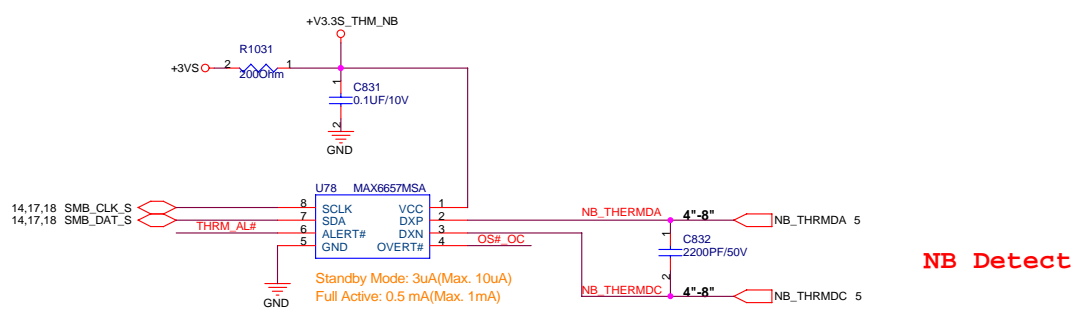 +V3.3S_THM_NB
R1031
+3VS 2 1
200Ohm
1 C831
0.1UF/10V
2
GND
U78 MAX6657MSA
14,17,18 SMB_CLK_S 8 SCLK VCC 1
14,17,18 SMB_DAT_S 7 SDA DXP 2 NB_THERMDA 4"-8" NB_THRMDA 5
THRM_AL# 6 ALERT# DXN 3
5 GND OVERT# 4 OS#_OC
1 C832
2200PF/50V
2
NB Detect
Standby Mode: 3uA(Max. 10uA)
Full Active: 0.5 mA(Max. 1mA)
NB_THERMDC 4"-8" NB_THRMDC 5
GND